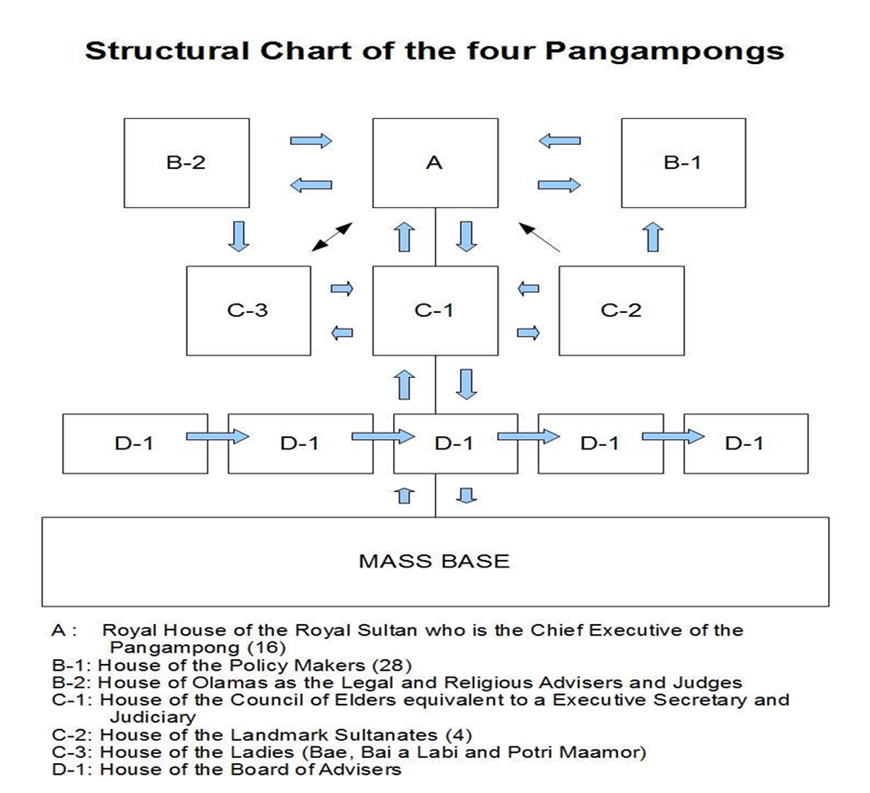 Structural Chart of the four Pangampongs
B-2
A
B-1
C-3
C-1
C-2
D-1
D-1
D-1
D-1
D-1
MASS BASE
A : Royal House of the Royal Sultan who is the Chief Executive of the
Pangampong (16)
B-1: House of the Policy Makers (28)
B-2: House of Olamas as the Legal and Religious Advisers and Judges
C-1: House of the Council of Elders equivalent to a Executive Secretary and
Judiciary
C-2: House of the Landmark Sultanates (4)
C-3: House of the Ladies (Bae, Bai a Labi and Potri Maamor)
D-1: House of the Board of Advisers